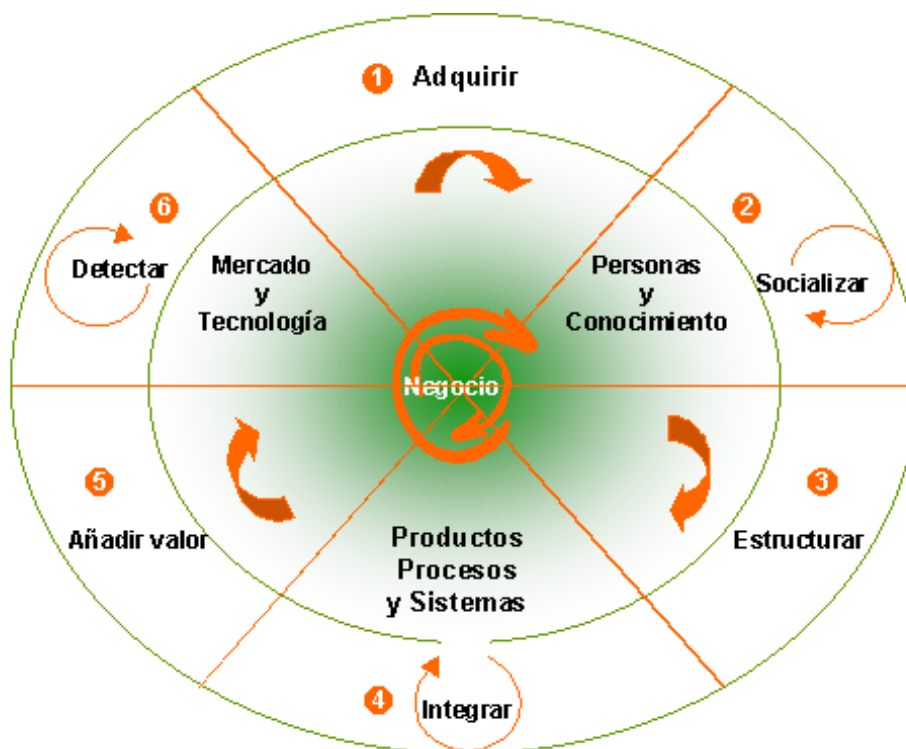 1 Adquirir
2
Socializar
3
Estructurar
4
Integrar
5
Añadir valor
6
Detectar
Mercado
y
Tecnología
Personas
y
Conocimiento
Negocio
Productos
Procesos
y Sistemas